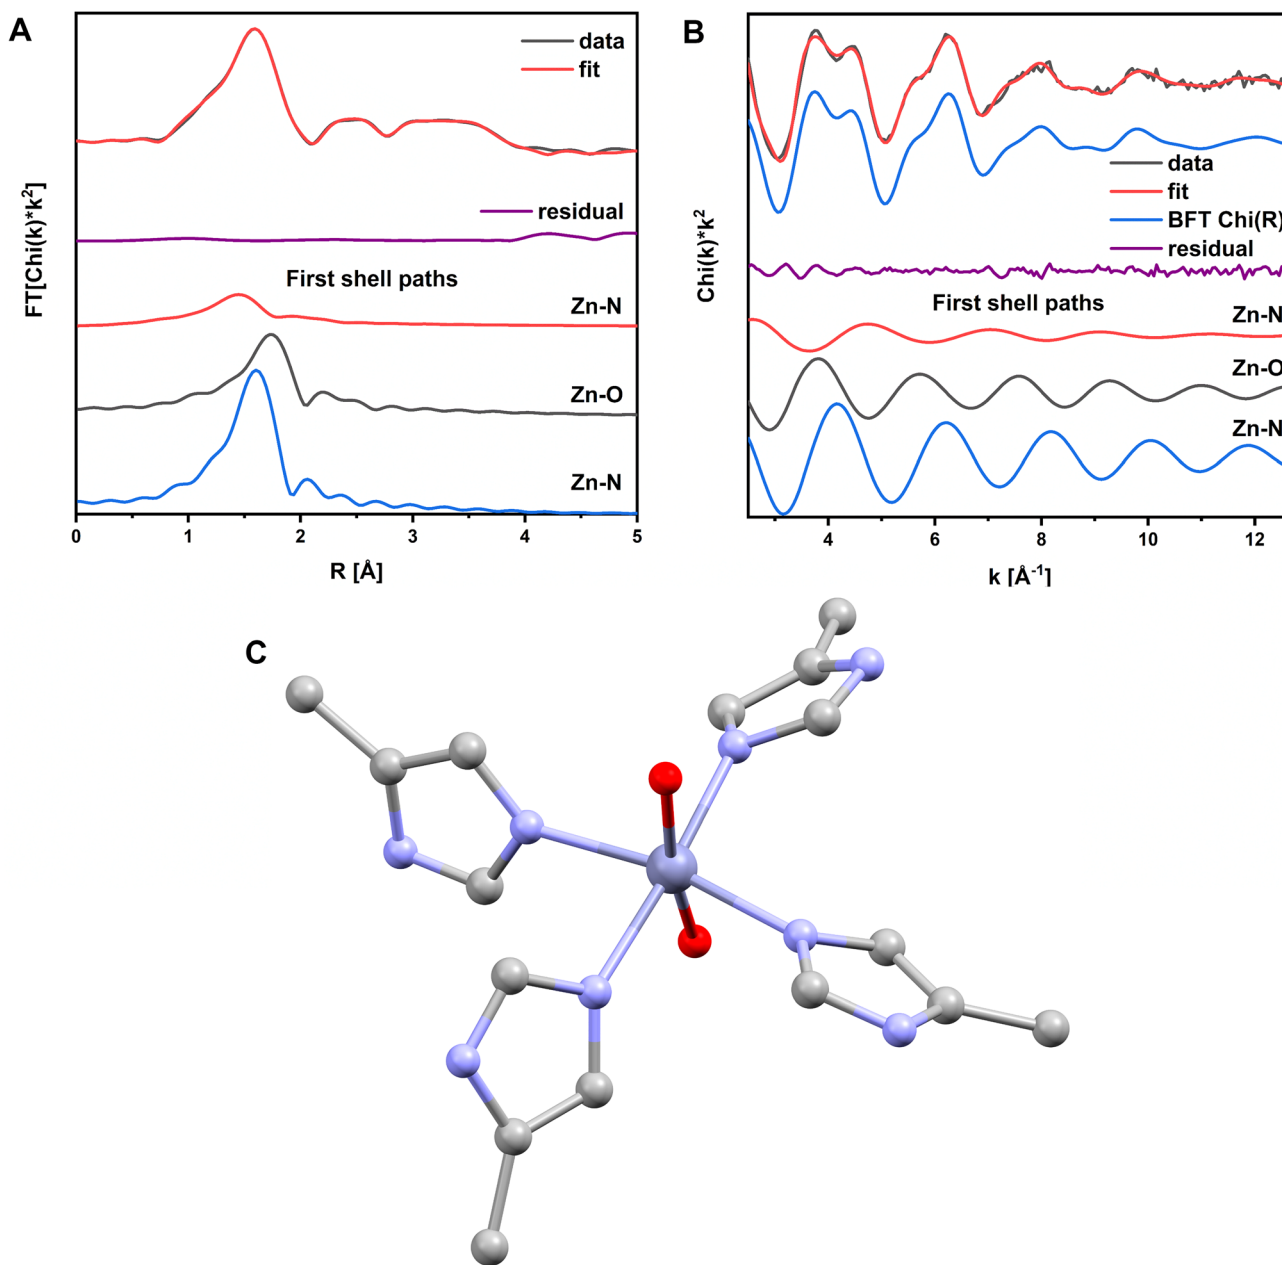 A
data
fit
residual
First shell paths
Zn-N
Zn-O
Zn-N
FT[Chi(k)*k²]
0 1 2 3 4 5
R [Å]
B
data
fit
BFT Chi(R)
residual
First shell paths
Zn-N
Zn-O
Zn-N
Chi(k)*k²
4 6 8 10 12
k [Å⁻¹]
C